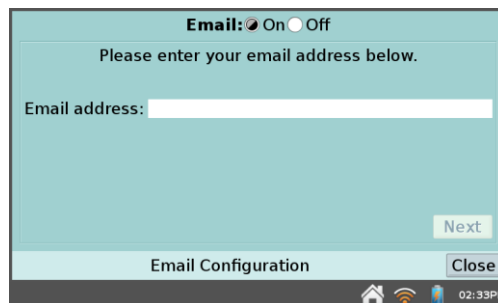 Email: On Off
Please enter your email address below.
Email address:
Next
Email Configuration
Close
02:33P